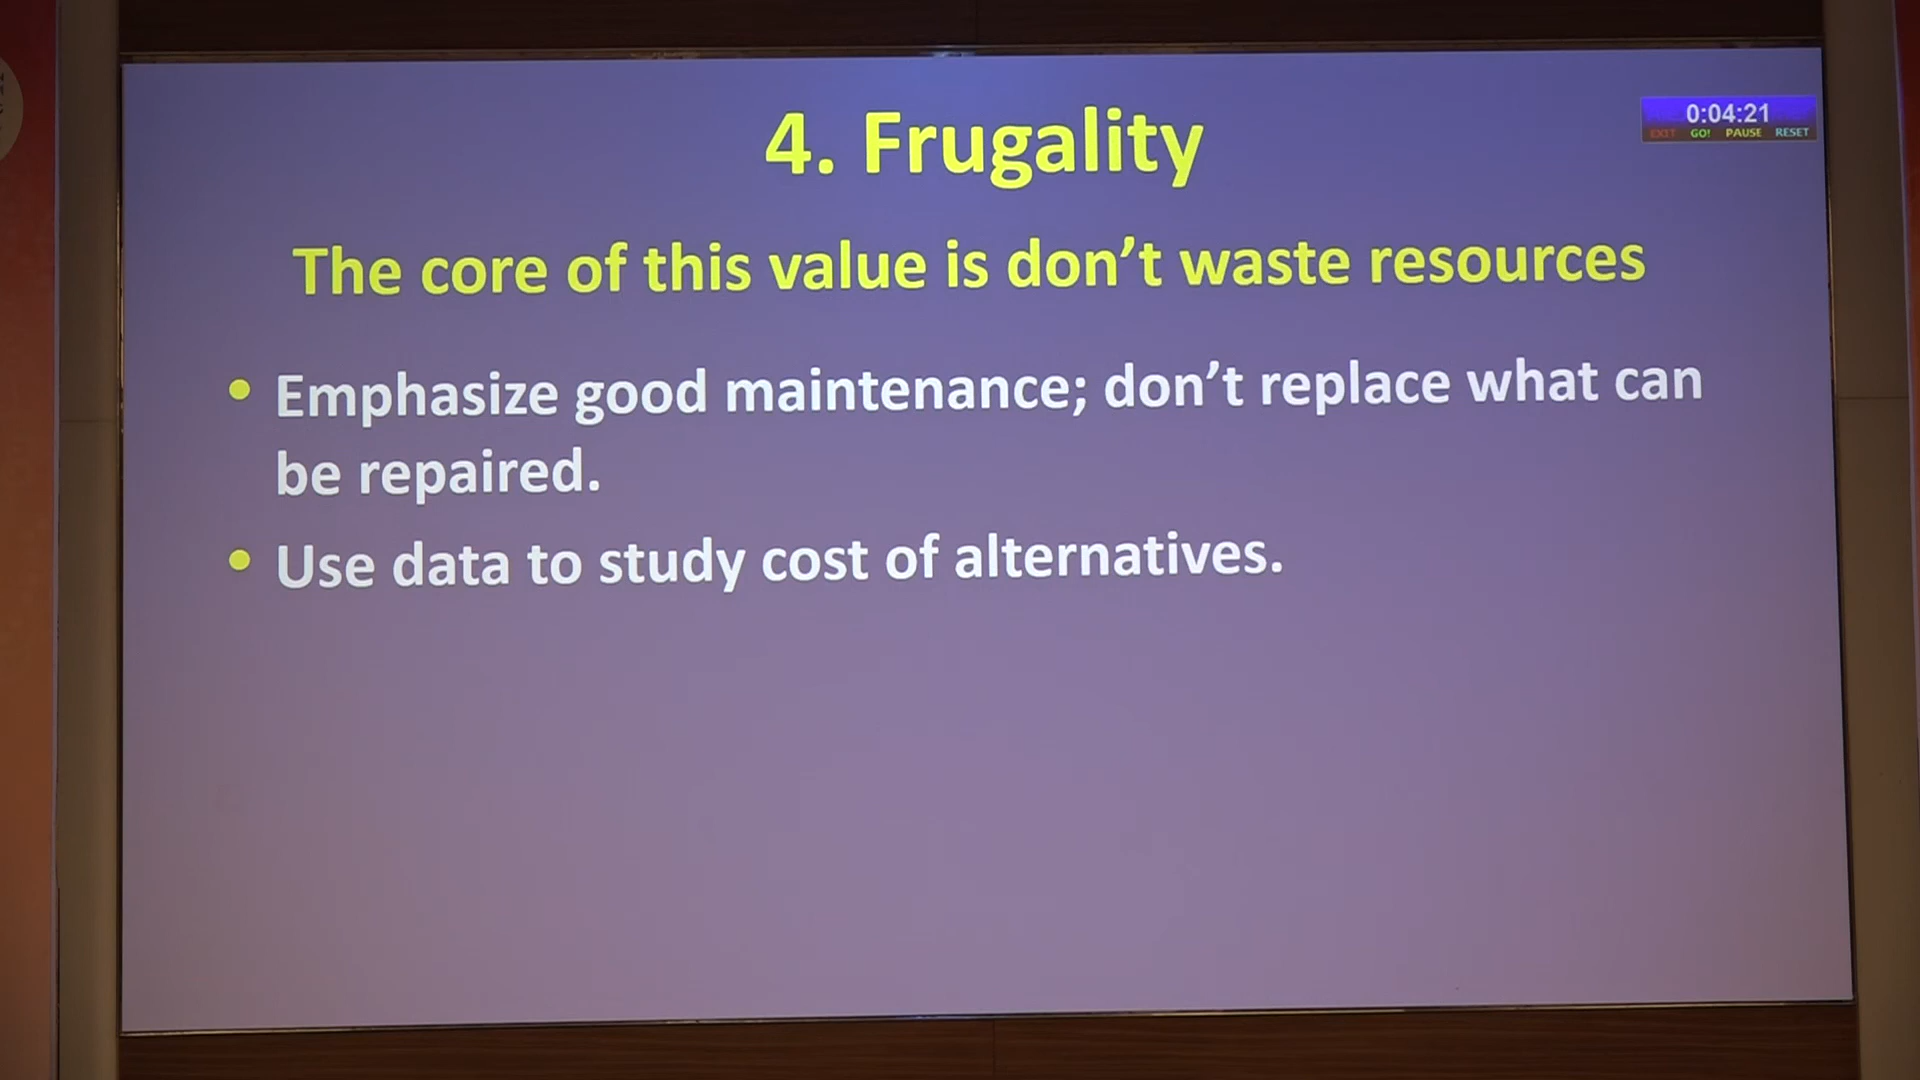 4. Frugality
0:04:21
EXIT GO! PAUSE RESET
The core of this value is don’t waste resources
• Emphasize good maintenance; don’t replace what can
be repaired.
• Use data to study cost of alternatives.